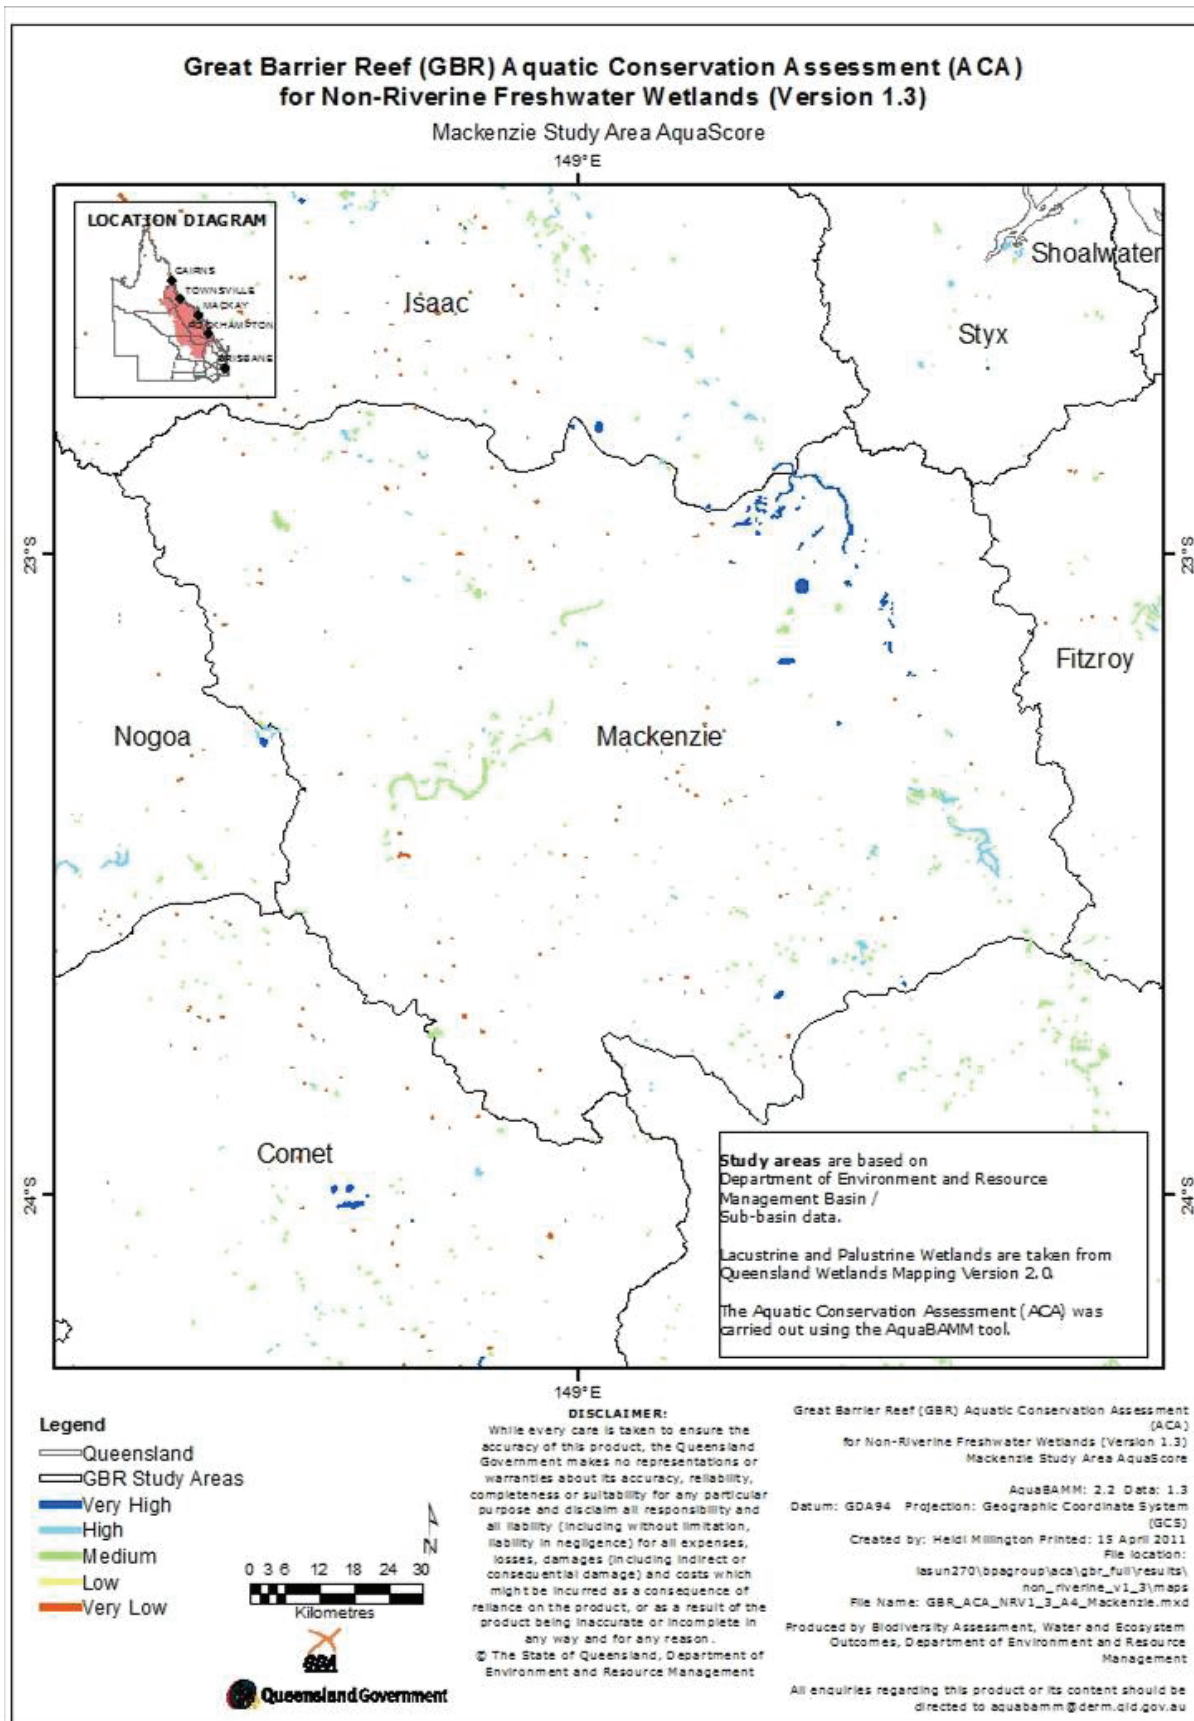 Great Barrier Reef (GBR) Aquatic Conservation Assessment (ACA)
for Non-Riverine Freshwater Wetlands (Version 1.3)
Mackenzie Study Area AquaScore
149°E
LOCATION DIAGRAM
CAIRNS
TOWNSVILLE
MACKAY
ROCKHAMPTON
BRISBANE
Isaac
Shoalwater
Styx
23°S
23°S
Fitzroy
Nogoa
Mackenzie
Comet
24°S
24°S
Study areas are based on
Department of Environment and Resource
Management Basin /
Sub-basin data.
Lacustrine and Palustrine Wetlands are taken from
Queensland Wetlands Mapping Version 2.0.
The Aquatic Conservation Assessment (ACA) was
carried out using the AquaBAMM tool.
149°E
Legend
Queensland
GBR Study Areas
Very High
High
Medium
Low
Very Low
0 3 6 12 18 24 30
Kilometres
N
Queensland Government
DISCLAIMER:
While every care is taken to ensure the
accuracy of this product, the Queensland
Government makes no representations or
warranties about its accuracy, reliability,
completeness or suitability for any particular
purpose and disclaim all responsibility and
all liability (including without limitation,
liability in negligence) for all expenses,
losses, damages (including indirect or
consequential damage) and costs which
might be incurred as a consequence of
reliance on the product, or as a result of the
product being inaccurate or incomplete in
any way and for any reason.
© The State of Queensland, Department of
Environment and Resource Management
Great Barrier Reef (GBR) Aquatic Conservation Assessment
(ACA)
for Non-Riverine Freshwater Wetlands (Version 1.3)
Mackenzie Study Area AquaScore
AquaBAMM: 2.2 Data: 1.3
Datum: GDA94 Projection: Geographic Coordinate System
(GCS)
Created by: Heidi Millington Printed: 15 April 2011
File location:
lasun270\bpagroup\aca\gbr_full\results\
non_riverine_v1_3\maps
File Name: GBR_ACA_NRV1_3_A4_Mackenzie.mxd
Produced by Biodiversity Assessment, Water and Ecosystem
Outcomes, Department of Environment and Resource
Management
All enquiries regarding this product or its content should be
directed to aquabamm@derm.qld.gov.au